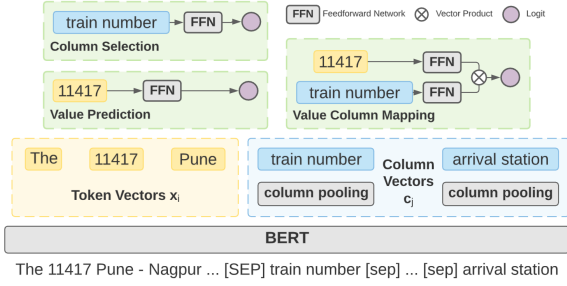 train number
FFN
Column Selection
FFN
Feedforward Network
Vector Product
Logit
11417
FFN
Value Prediction
11417
FFN
train number
FFN
Value Column Mapping
The
11417
Pune
Token Vectors xi
train number
Column
Vectors
cj
arrival station
column pooling
column pooling
BERT
The 11417 Pune - Nagpur ... [SEP] train number [sep] ... [sep] arrival station